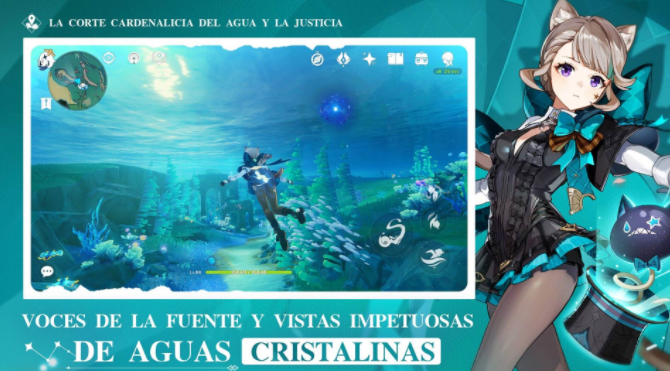 LA CORTE CARDENALICIA DEL AGUA Y LA JUSTICIA
VOCES DE LA FUENTE Y VISTAS IMPETUOSAS
DE AGUAS CRISTALINAS